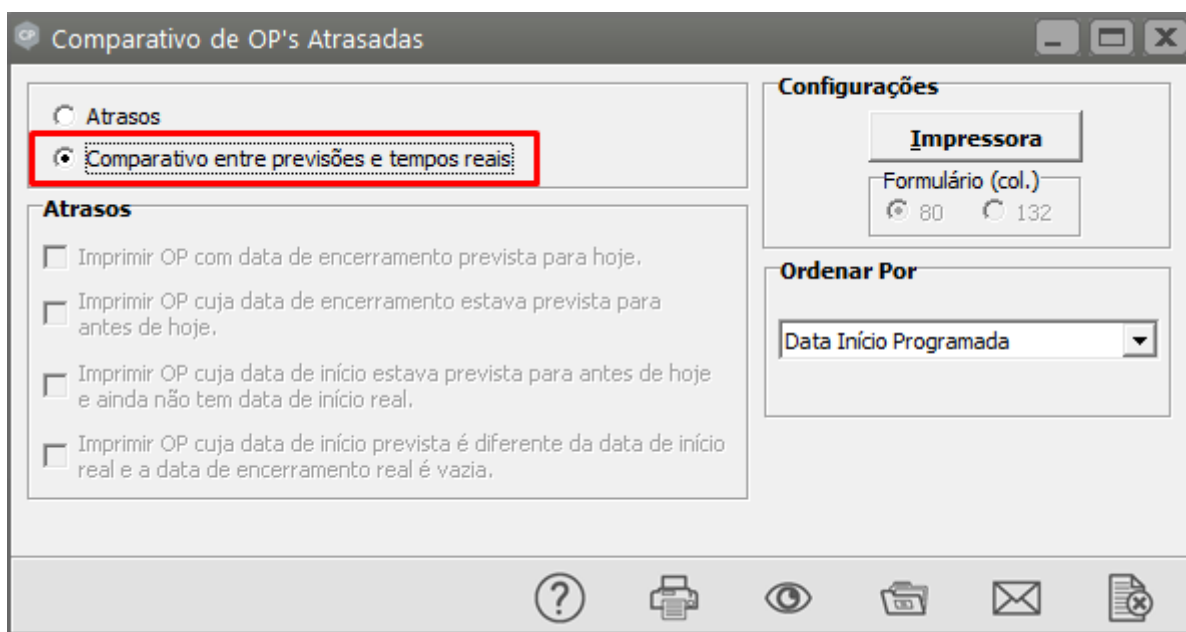 CP Comparativo de OP's Atrasadas
Atrasos
Comparativo entre previsões e tempos reais
Atrasos
Imprimir OP com data de encerramento prevista para hoje.
Imprimir OP cuja data de encerramento estava prevista para
antes de hoje.
Imprimir OP cuja data de início estava prevista para antes de hoje
e ainda não tem data de início real.
Imprimir OP cuja data de início prevista é diferente da data de início
real e a data de encerramento real é vazia.
Configurações
Impressora
Formulário (col.)
80 132
Ordenar Por
Data Início Programada
?